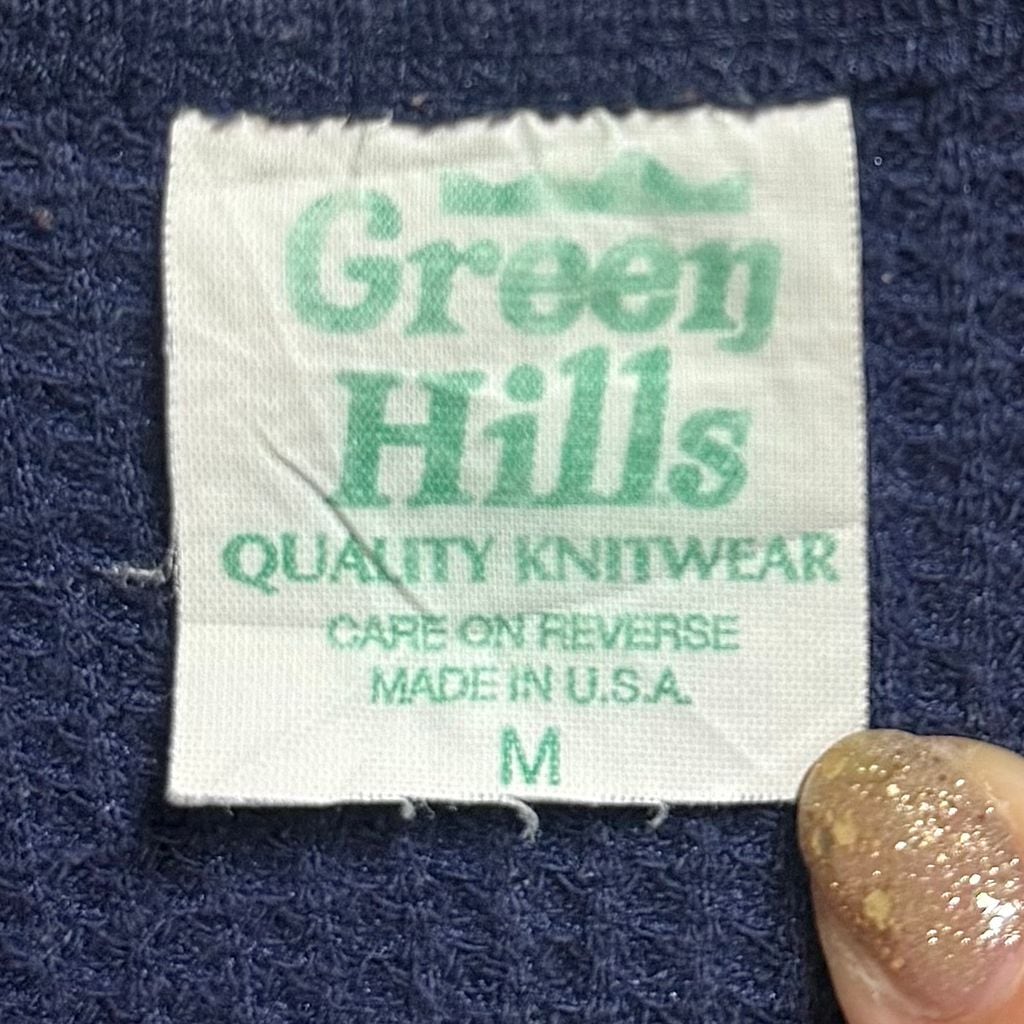 Green
Hills
QUALITY KNITWEAR
CARE ON REVERSE
MADE IN U.S.A.
M